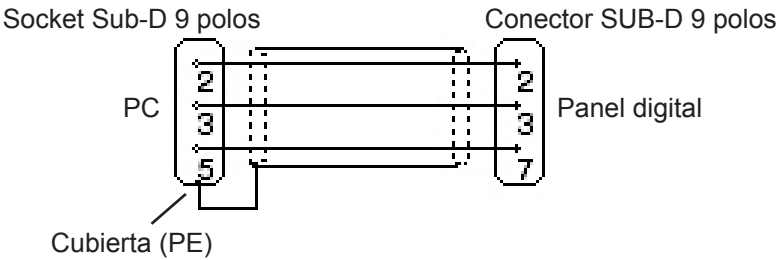 Socket Sub-D 9 polos
Conector SUB-D 9 polos
2
2
PC
3
3
Panel digital
5
7
Cubierta (PE)